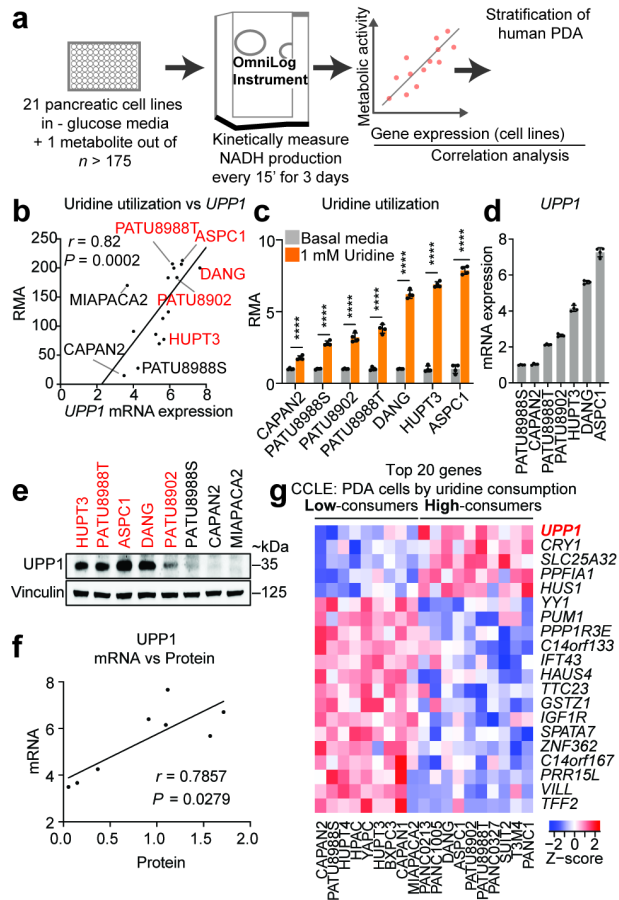 a
21 pancreatic cell lines
in - glucose media
+ 1 metabolite out of
n > 175
OmniLog
Instrument
Kinetically measure
NADH production
every 15' for 3 days
Metabolic activity
Gene expression (cell lines)
Correlation analysis
Stratification of
human PDA
b
Uridine utilization vs UPP1
RMA
250
200
150
100
50
0
r = 0.82
P = 0.0002
PATU8988T
ASPC1
DANG
MIAPACA2
PATU8902
HUPT3
CAPAN2
PATU8988S
0
2
4
6
8
UPP1 mRNA expression
c
Uridine utilization
Basal media
1 mM Uridine
RMA
10
5
0
****
****
****
****
****
****
****
CAPAN2
PATU8988S
PATU8902
PATU8988T
DANG
HUPT3
ASPC1
d
UPP1
mRNA expression
10
8
6
4
2
0
PATU8988S
CAPAN2
PATU8988T
PATU8902
HUPT3
DANG
ASPC1
e
HUPT3
PATU8988T
ASPC1
DANG
PATU8902
PATU8988S
CAPAN2
MIAPACA2
~kDa
UPP1
35
Vinculin
125
f
UPP1
mRNA vs Protein
mRNA
8
6
4
2
r = 0.7857
P = 0.0279
0.0
0.5
1.0
1.5
2.0
Protein
g
Top 20 genes
CCLE: PDA cells by uridine consumption
Low-consumers High-consumers
UPP1
CRY1
SLC25A32
PPFIA1
HUS1
YY1
PUM1
PPP1R3E
C14orf133
IFT43
HAUS4
TTC23
GSTZ1
IGF1R
SPATA7
ZNF362
C14orf167
PRR15L
VILL
TFF2
CAPAN2
PATU8988S
HUPT4
HPAC
YAPC
HUPT3
BXPC3
CAPAN1
MIAPACA2
PANC0213
PANC1005
DANG
ASPC1
PATU8902
PATU8988T
PANC0327
SUIT2
T3M4
PANC1
-2
0
2
Z-score